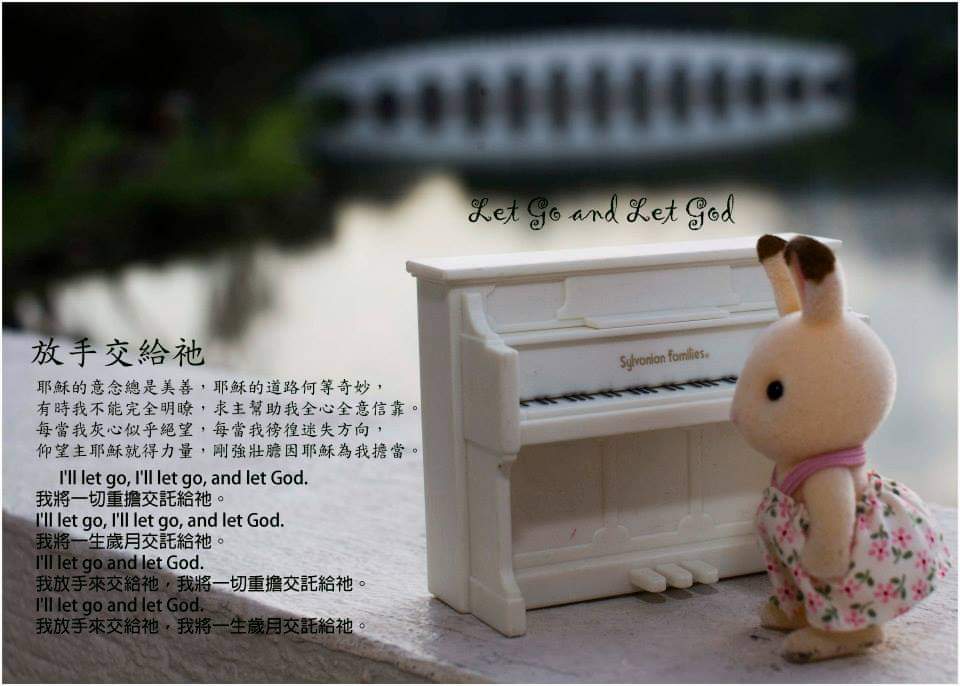 Let Go and Let God
Sylvanian Families®
放手交給祂
耶穌的意念總是美善，耶穌的道路何等奇妙，
有時我不能完全明瞭，求主幫助我全心全意信靠。
每當我灰心似乎絕望，每當我徬徨迷失方向，
仰望主耶穌就得力量，剛強壯膽因耶穌為我擔當。
I'll let go, I'll let go, and let God.
我將一切重擔交託給祂。
I'll let go, I'll let go, and let God.
我將一生歲月交託給祂。
I'll let go and let God.
我放手來交給祂，我將一切重擔交託給祂。
I'll let go and let God.
我放手來交給祂，我將一生歲月交託給祂。